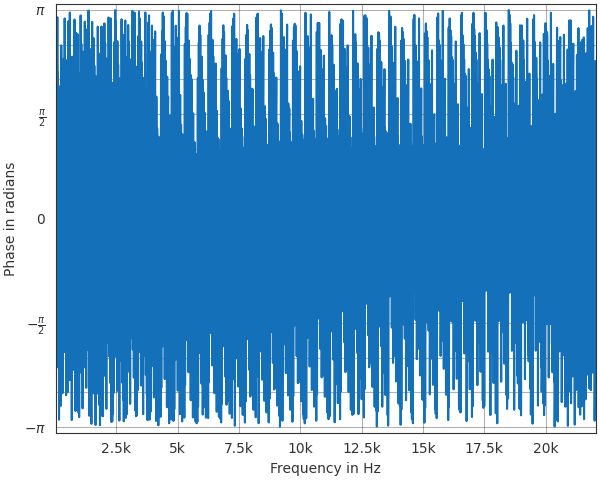 Phase in radians
π
π/2
0
−π/2
−π
2.5k 5k 7.5k 10k 12.5k 15k 17.5k 20k
Frequency in Hz